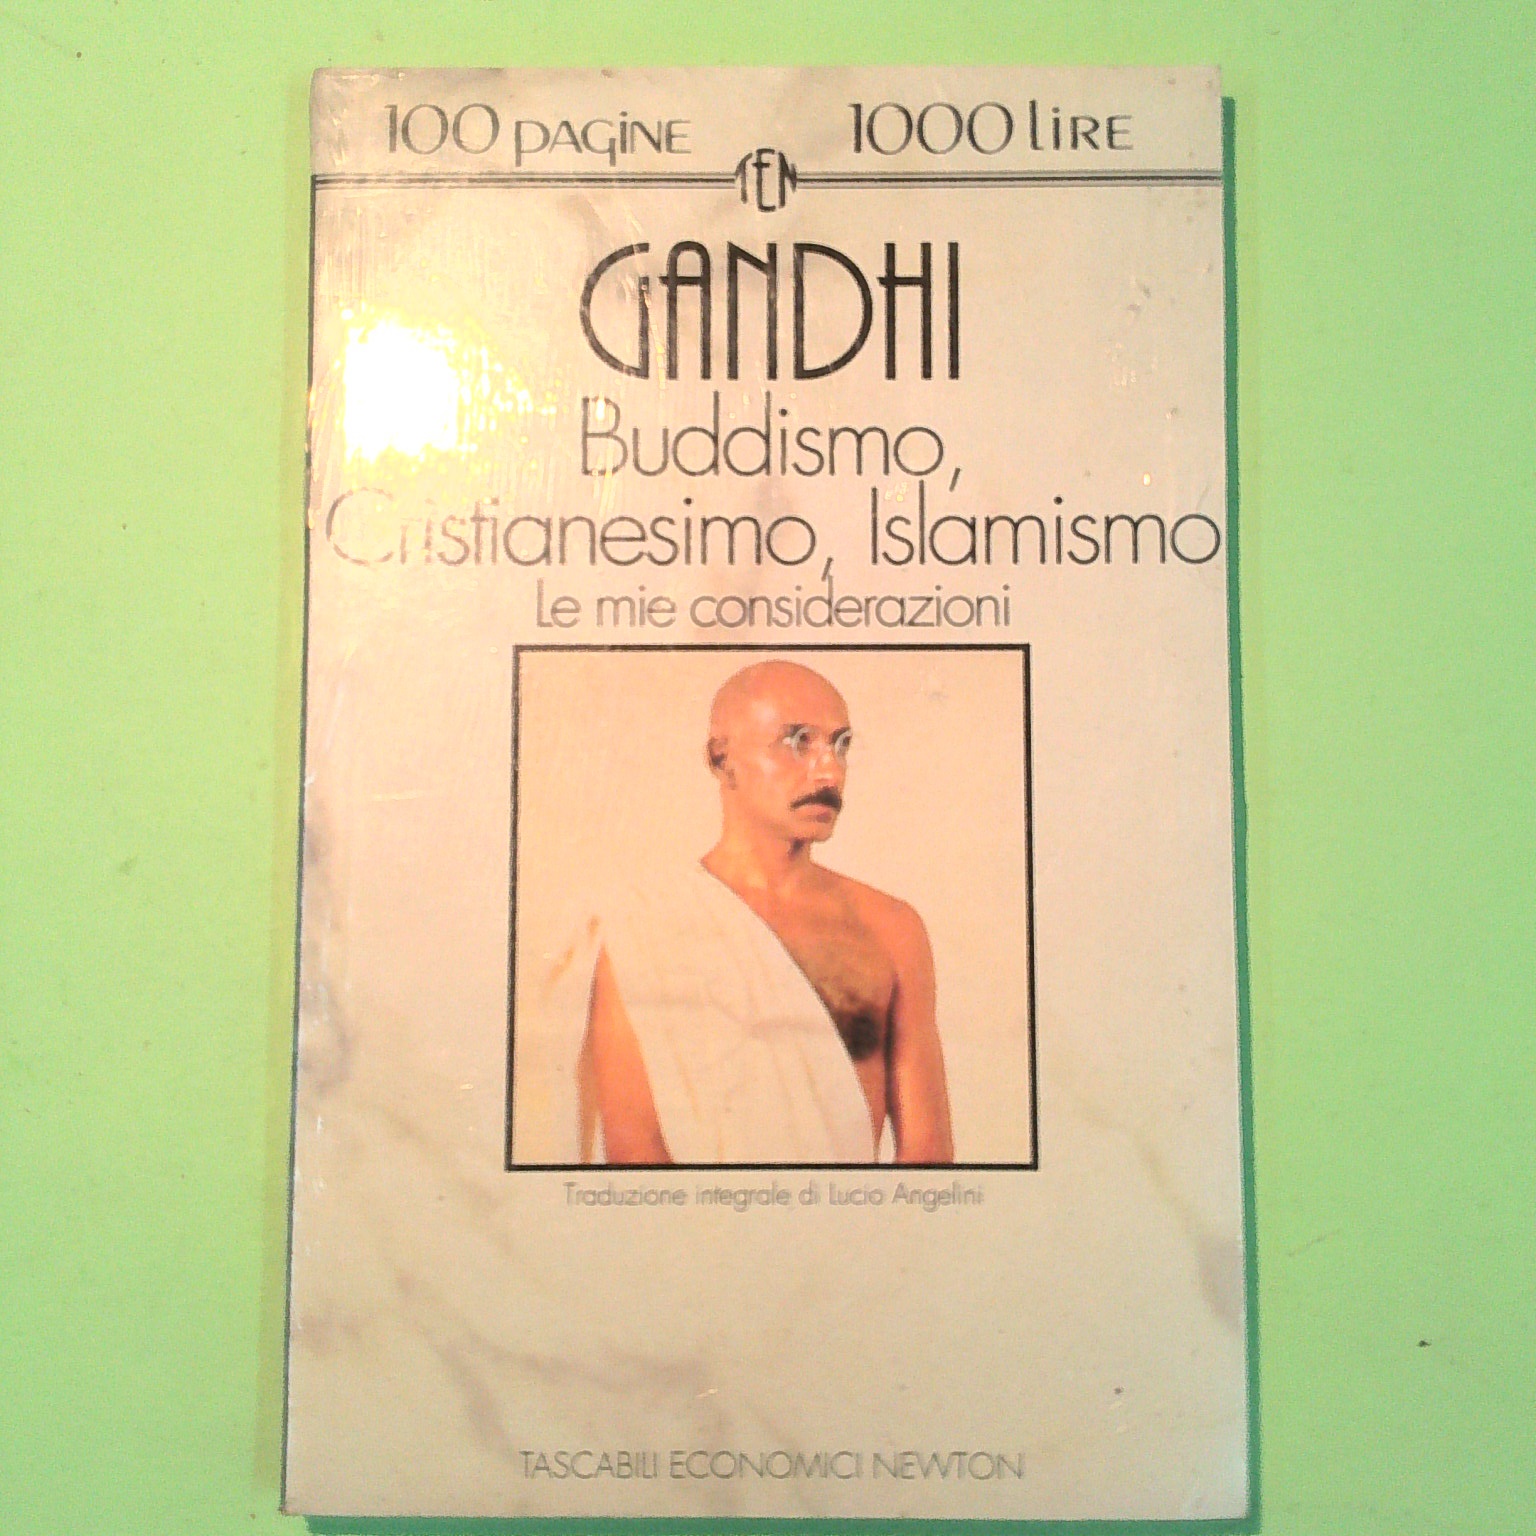 100 pagine 1000 lire
TEN
GANDHI
Buddismo,
Cristianesimo, Islamismo
Le mie considerazioni
Traduzione integrale di Lucio Angelini
TASCABILI ECONOMICI NEWTON